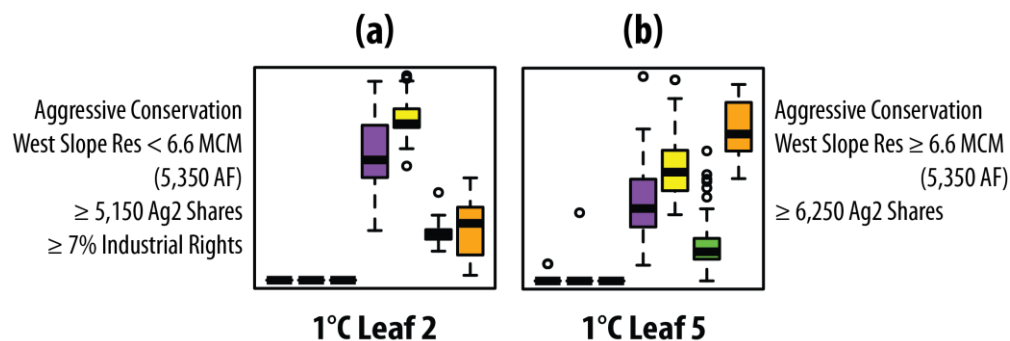 (a)
(b)
Aggressive Conservation
West Slope Res < 6.6 MCM
(5,350 AF)
≥ 5,150 Ag2 Shares
≥ 7% Industrial Rights
Aggressive Conservation
West Slope Res ≥ 6.6 MCM
(5,350 AF)
≥ 6,250 Ag2 Shares
1°C Leaf 2
1°C Leaf 5